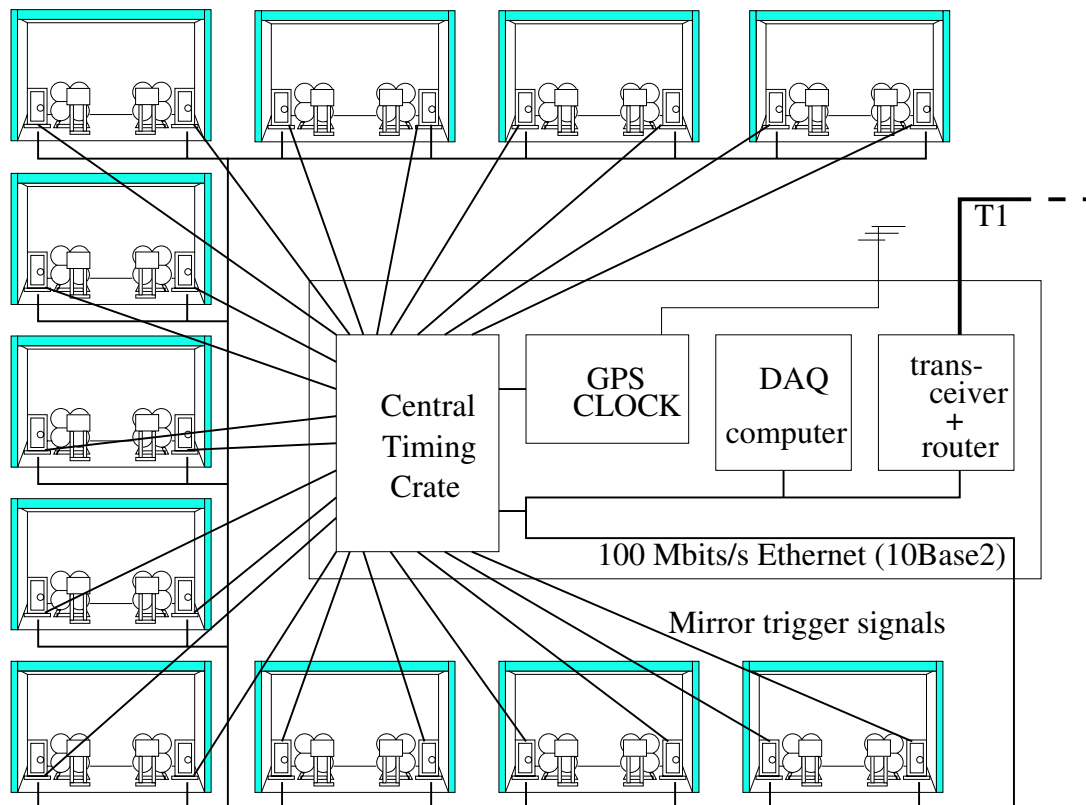 T1
GPS
CLOCK
DAQ
computer
trans-
ceiver
+
router
Central
Timing
Crate
100 Mbits/s Ethernet (10Base2)
Mirror trigger signals